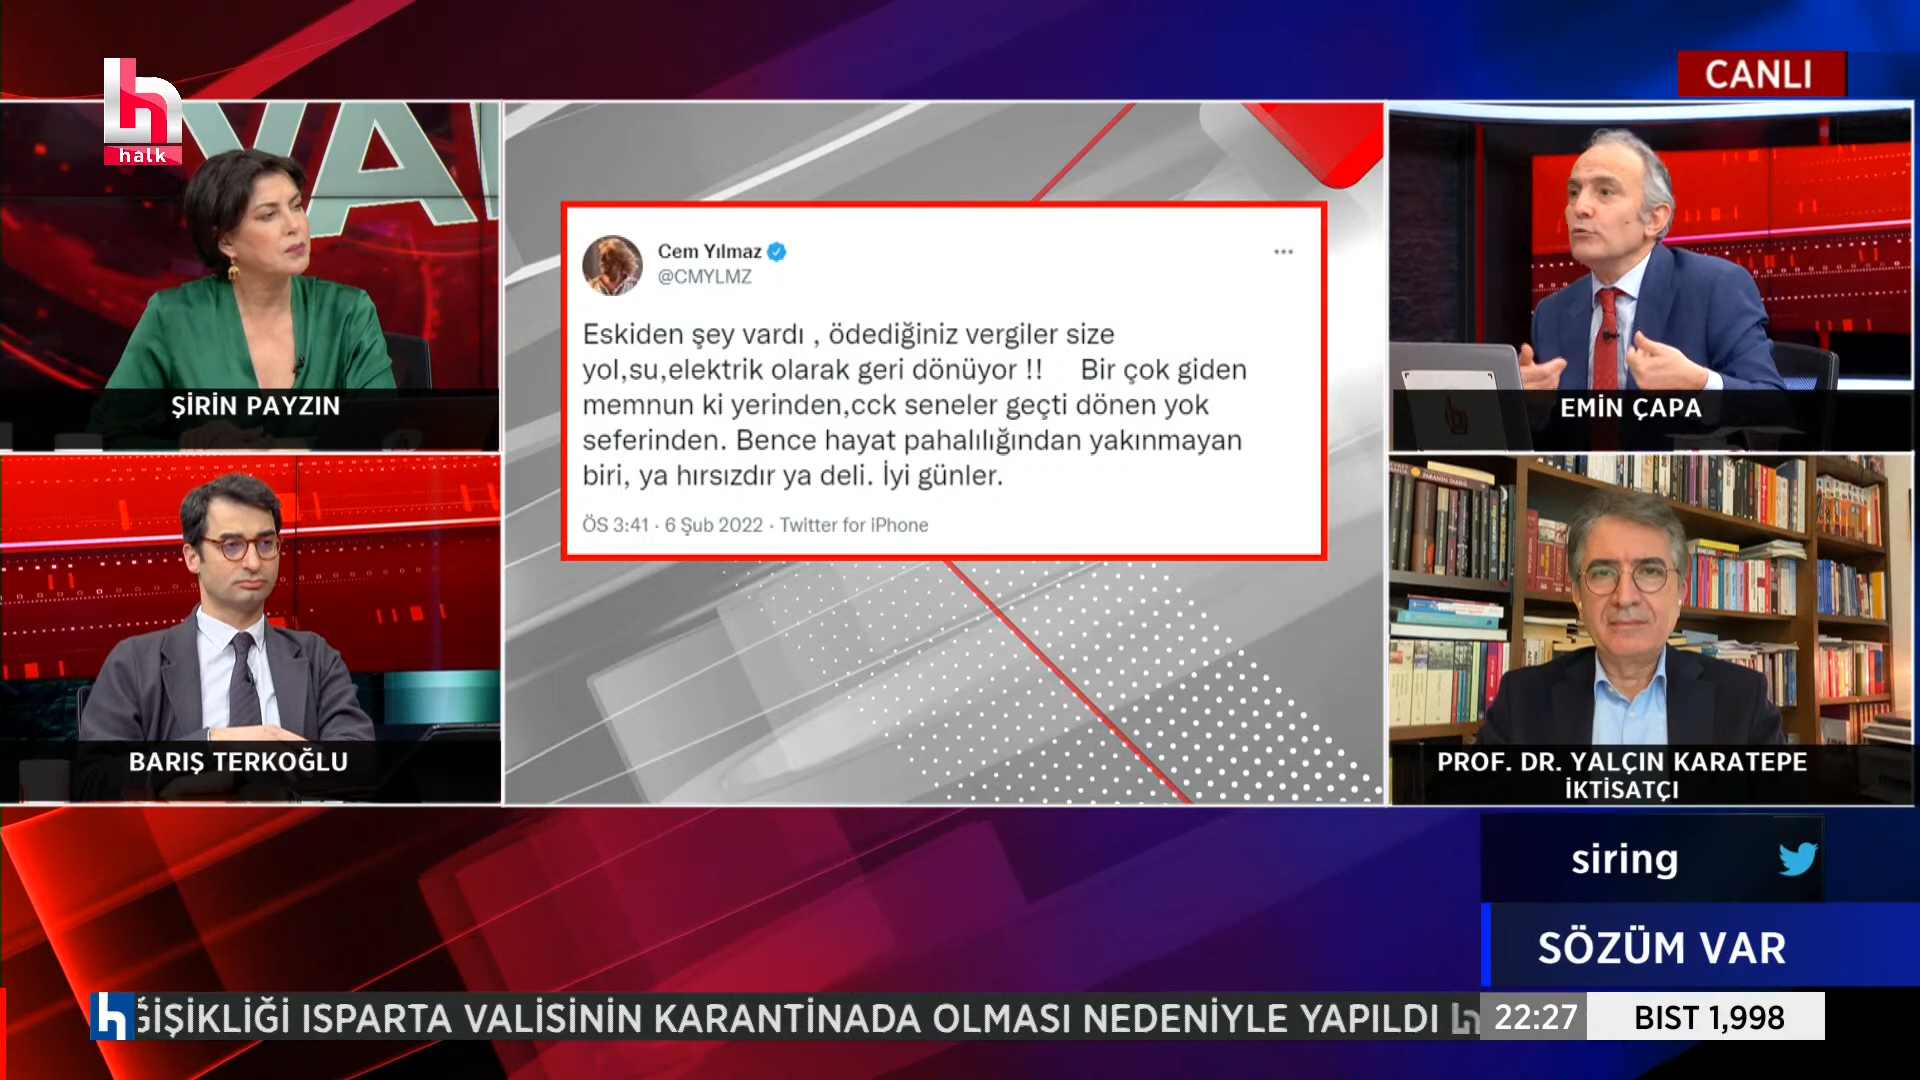 halk
CANLI
VA
ŞİRİN PAYZIN
Cem Yılmaz
@CMYLMZ
Eskiden şey vardı , ödediğiniz vergiler size
yol,su,elektrik olarak geri dönüyor !! Bir çok giden
memnun ki yerinden,cck seneler geçti dönen yok
seferinden. Bence hayat pahalılığından yakınmayan
biri, ya hırsızdır ya deli. İyi günler.
ÖS 3:41 · 6 Şub 2022 · Twitter for iPhone
EMİN ÇAPA
BARIŞ TERKOĞLU
PROF. DR. YALÇIN KARATEPE
İKTİSATÇI
siring
SÖZÜM VAR
ĞİŞİKLİĞİ ISPARTA VALİSİNİN KARANTİNADA OLMASI NEDENİYLE YAPILDI
22:27
BIST 1,998